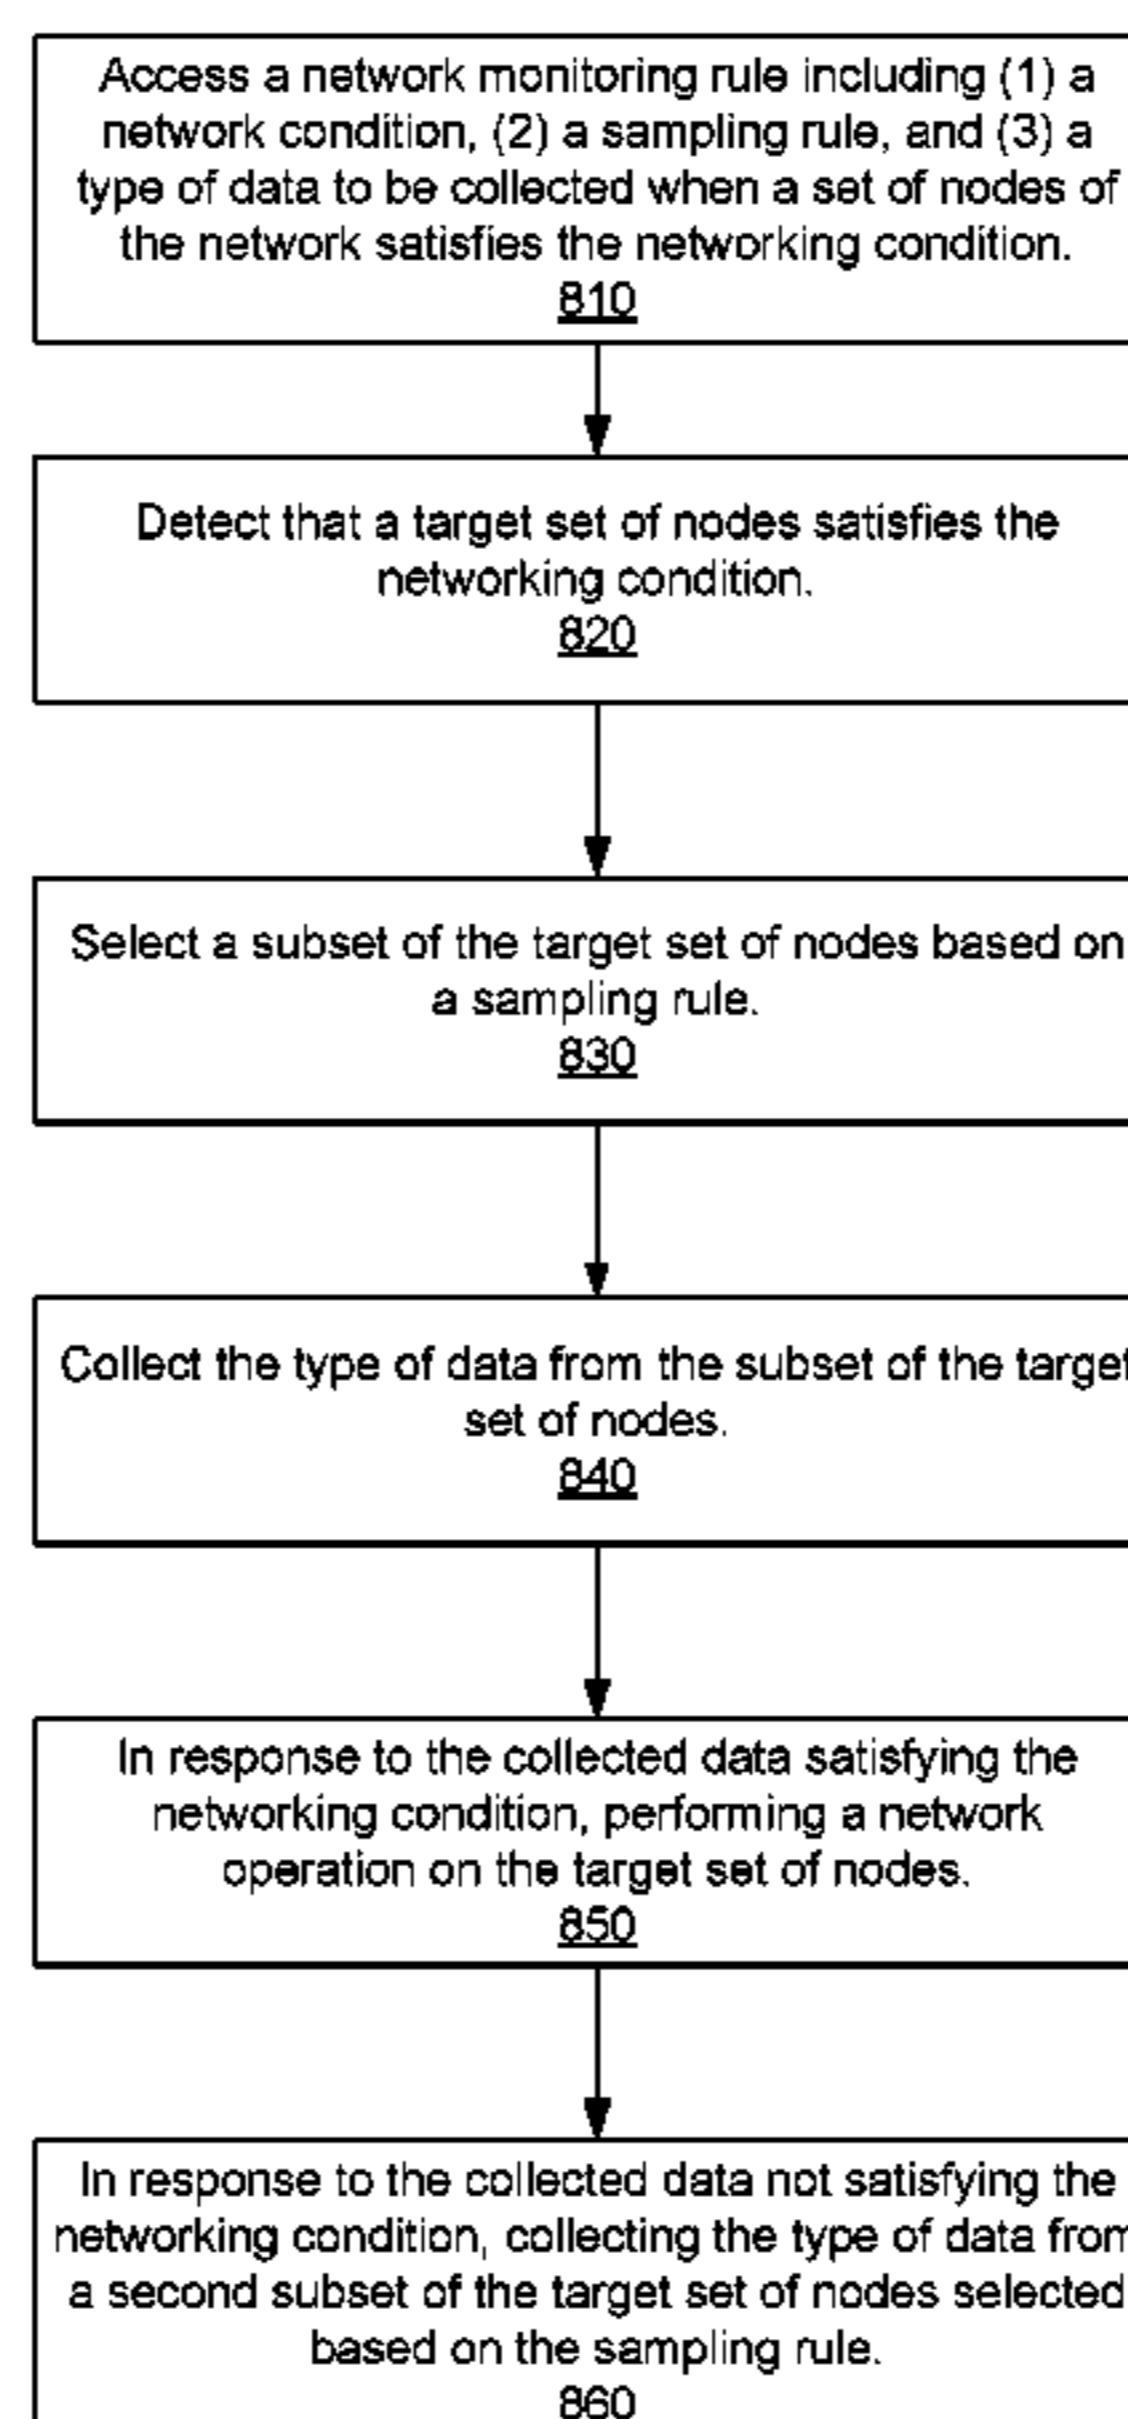 Access a network monitoring rule including (1) a
network condition, (2) a sampling rule, and (3) a
type of data to be collected when a set of nodes of
the network satisfies the networking condition.
810
Detect that a target set of nodes satisfies the
networking condition.
820
Select a subset of the target set of nodes based on
a sampling rule.
830
Collect the type of data from the subset of the target
set of nodes.
840
In response to the collected data satisfying the
networking condition, performing a network
operation on the target set of nodes.
850
In response to the collected data not satisfying the
networking condition, collecting the type of data from
a second subset of the target set of nodes selected
based on the sampling rule.
860